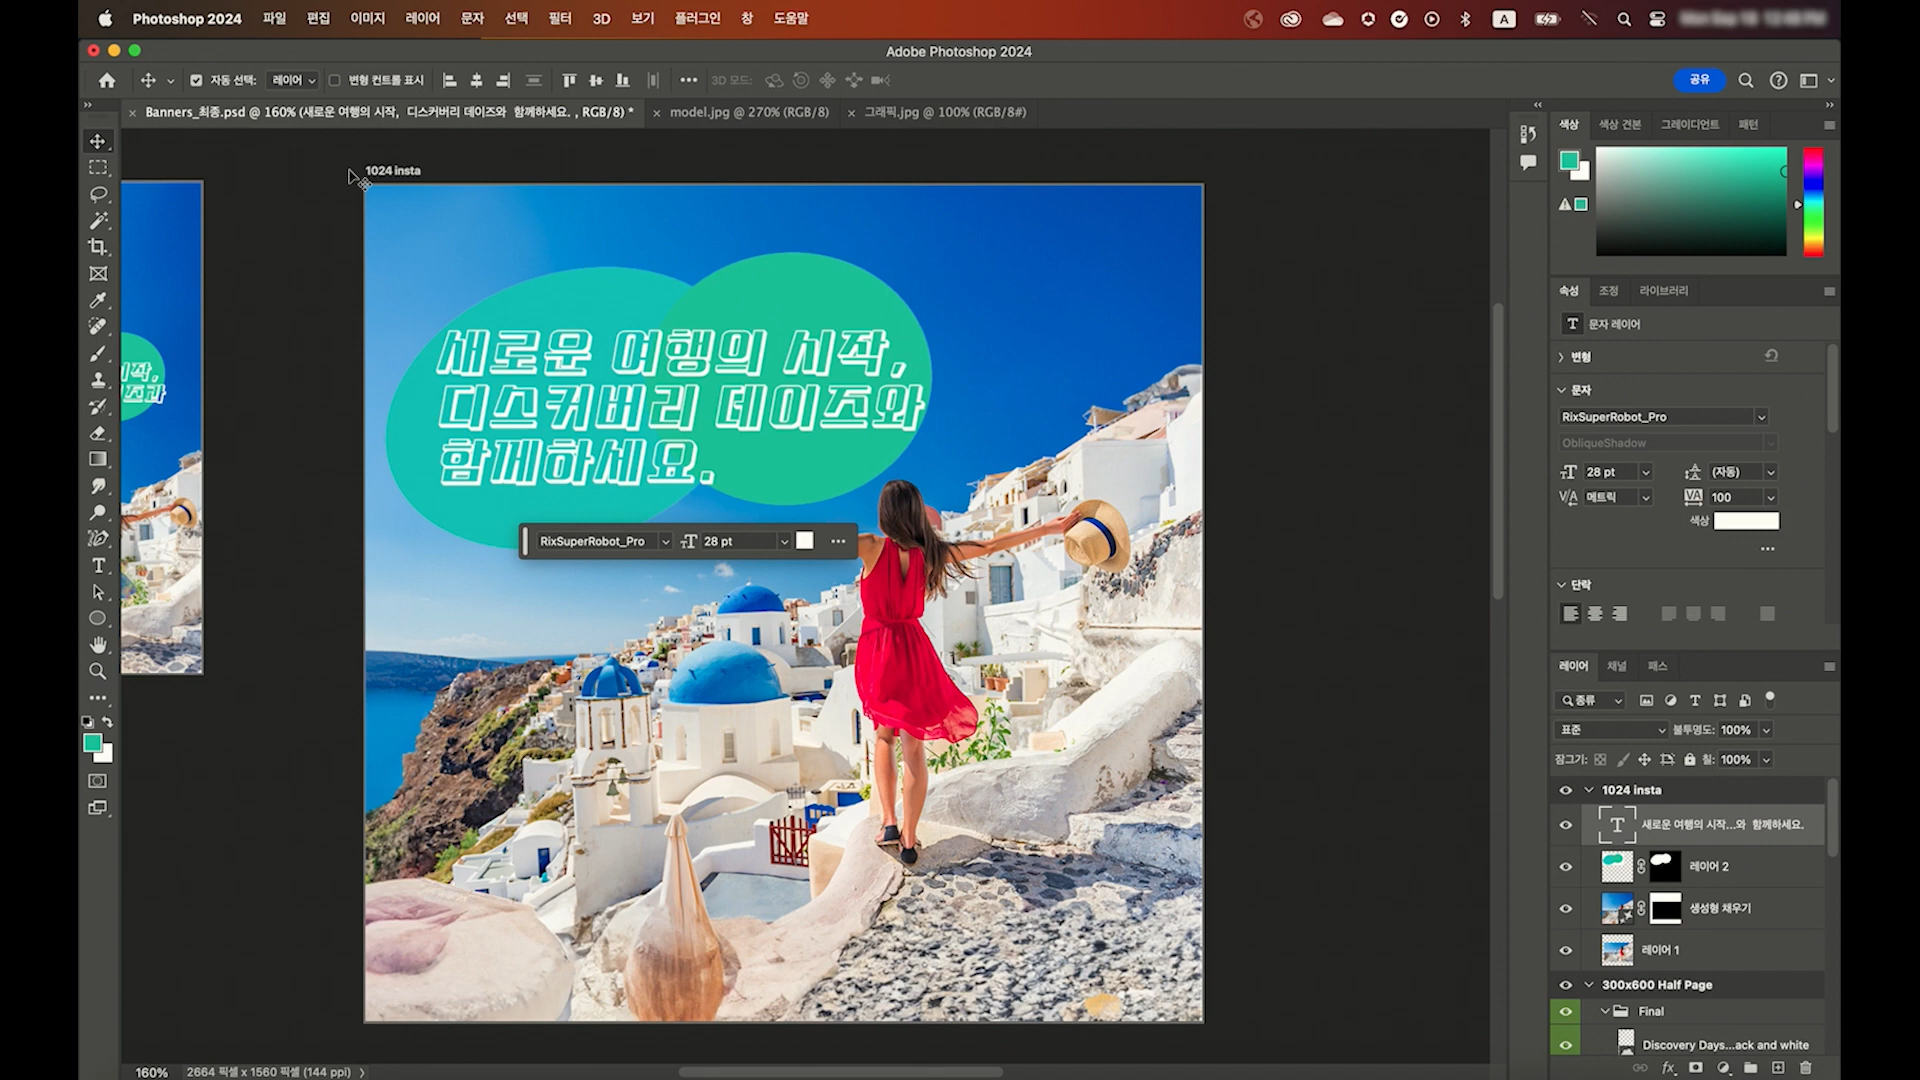 Photoshop 2024 파일 편집 이미지 레이어 문자 선택 필터 3D 보기 플러그인 창 도움말
A
Adobe Photoshop 2024
자동 선택: 레이어 변형 컨트롤 표시 3D 모드: 공유
Banners_최종.psd @ 160% (새로운 여행의 시작, 디스커버리 데이즈와 함께하세요. , RGB/8) *
model.jpg @ 270% (RGB/8)
그래픽.jpg @ 100% (RGB/8#)
색상 색상 견본 그레이디언트 패턴
1024 insta
새로운 여행의 시작,
디스커버리 데이즈와
함께하세요.
시작,
즈와
RixSuperRobot_Pro 28 pt
속성 조정 라이브러리
T 문자 레이어
변형
문자
RixSuperRobot_Pro
ObliqueShadow
28 pt (자동)
메트릭 100
색상
단락
레이어 채널 패스
종류
표준 불투명도: 100%
잠그기: 칠: 100%
1024 insta
T 새로운 여행의 시작...와 함께하세요.
레이어 2
생성형 채우기
레이어 1
300x600 Half Page
Final
Discovery Days...ack and white
160% 2664 픽셀 x 1560 픽셀 (144 ppi)